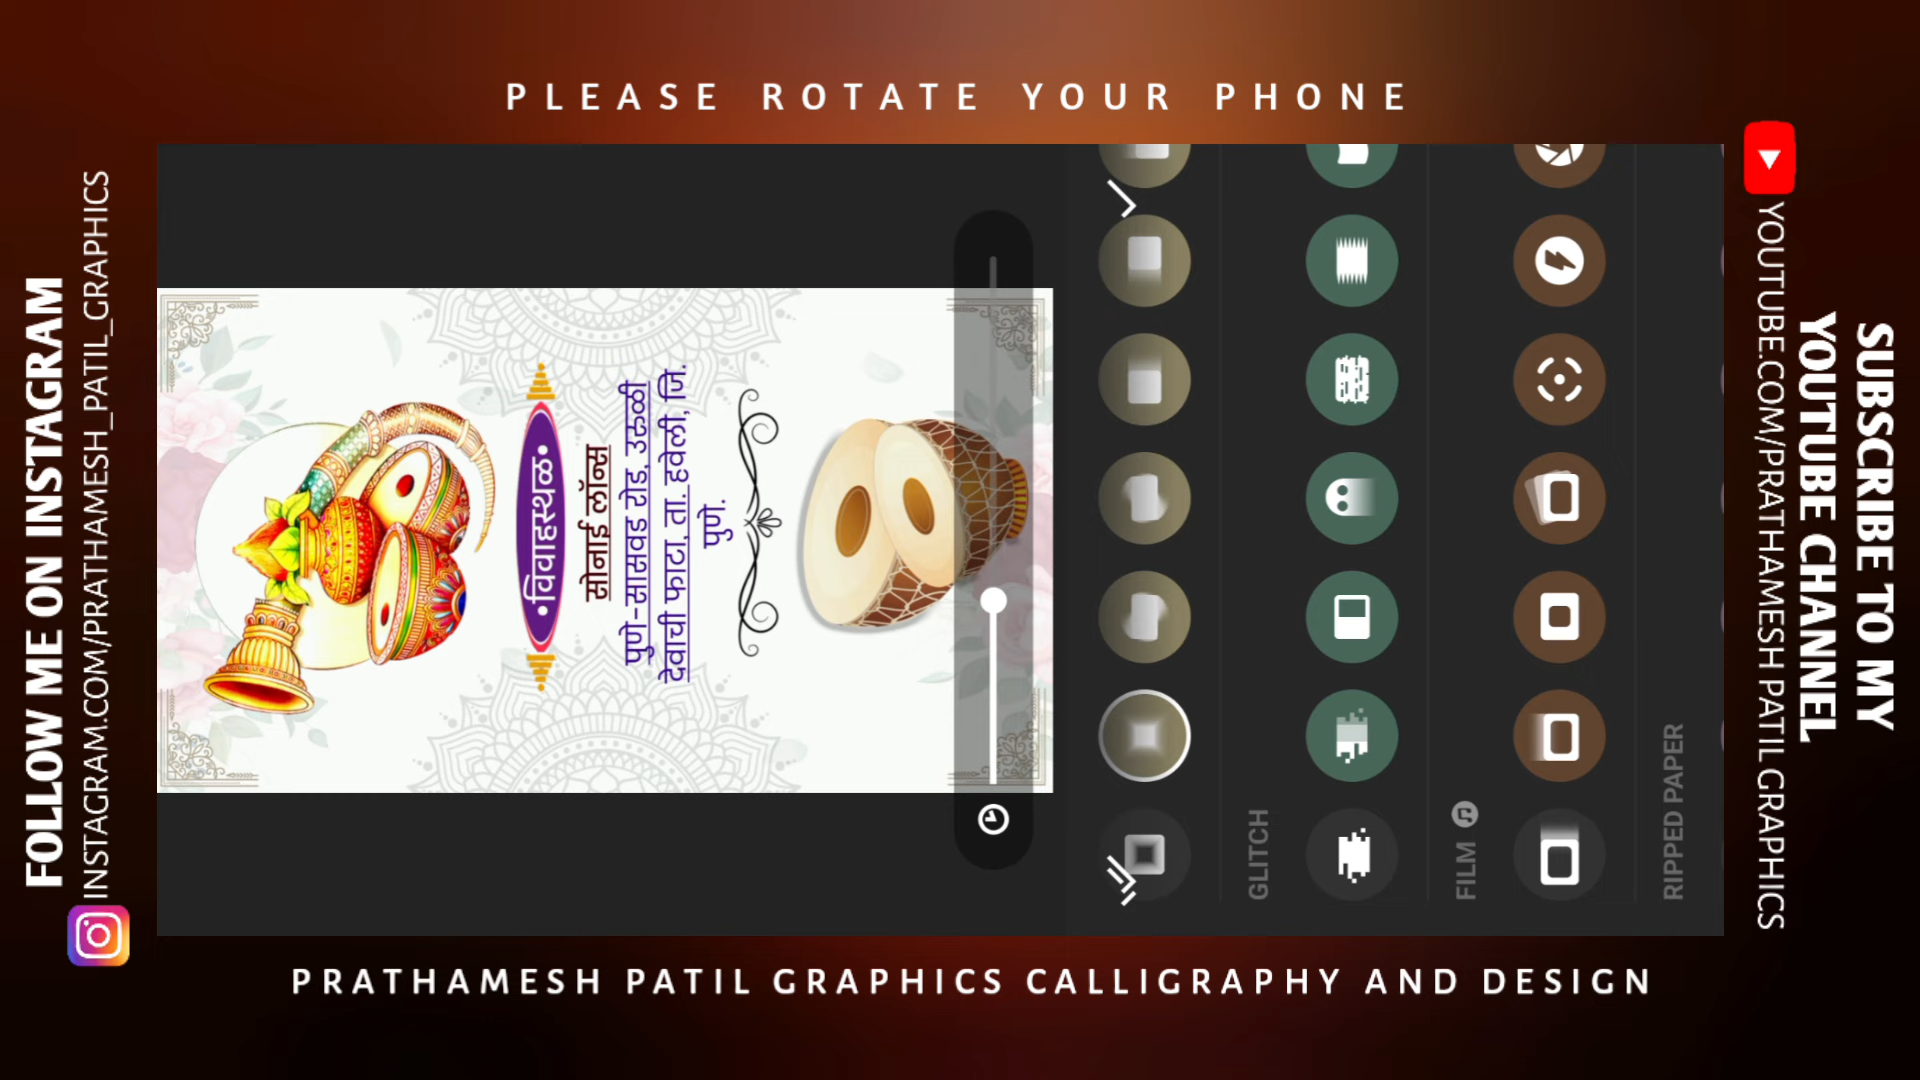 PLEASE ROTATE YOUR PHONE
FOLLOW ME ON INSTAGRAM
INSTAGRAM.COM/PRATHAMESH_PATIL_GRAPHICS
•विवाहस्थळ•
सोनाई लॉन्स
पुणे-सासवड रोड, उरुळी
देवाची फाटा, ता. हवेली, जि.
पुणे.
GLITCH
FILM
RIPPED PAPER
YOUTUBE.COM/PRATHAMESH PATIL GRAPHICS
SUBSCRIBE TO MY
YOUTUBE CHANNEL
PRATHAMESH PATIL GRAPHICS CALLIGRAPHY AND DESIGN